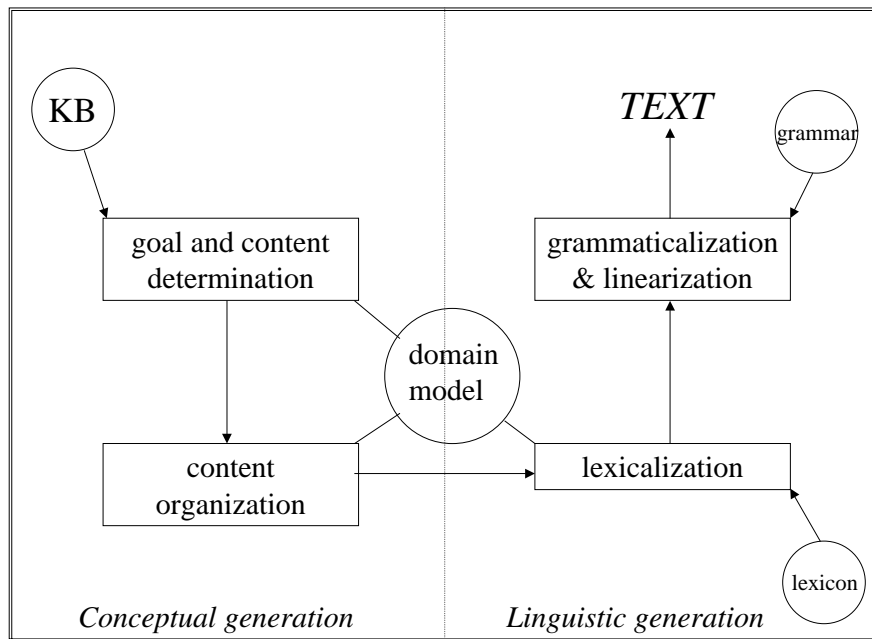 KB
TEXT
grammar
goal and content
determination
grammaticalization
& linearization
domain
model
content
organization
lexicalization
lexicon
Conceptual generation
Linguistic generation